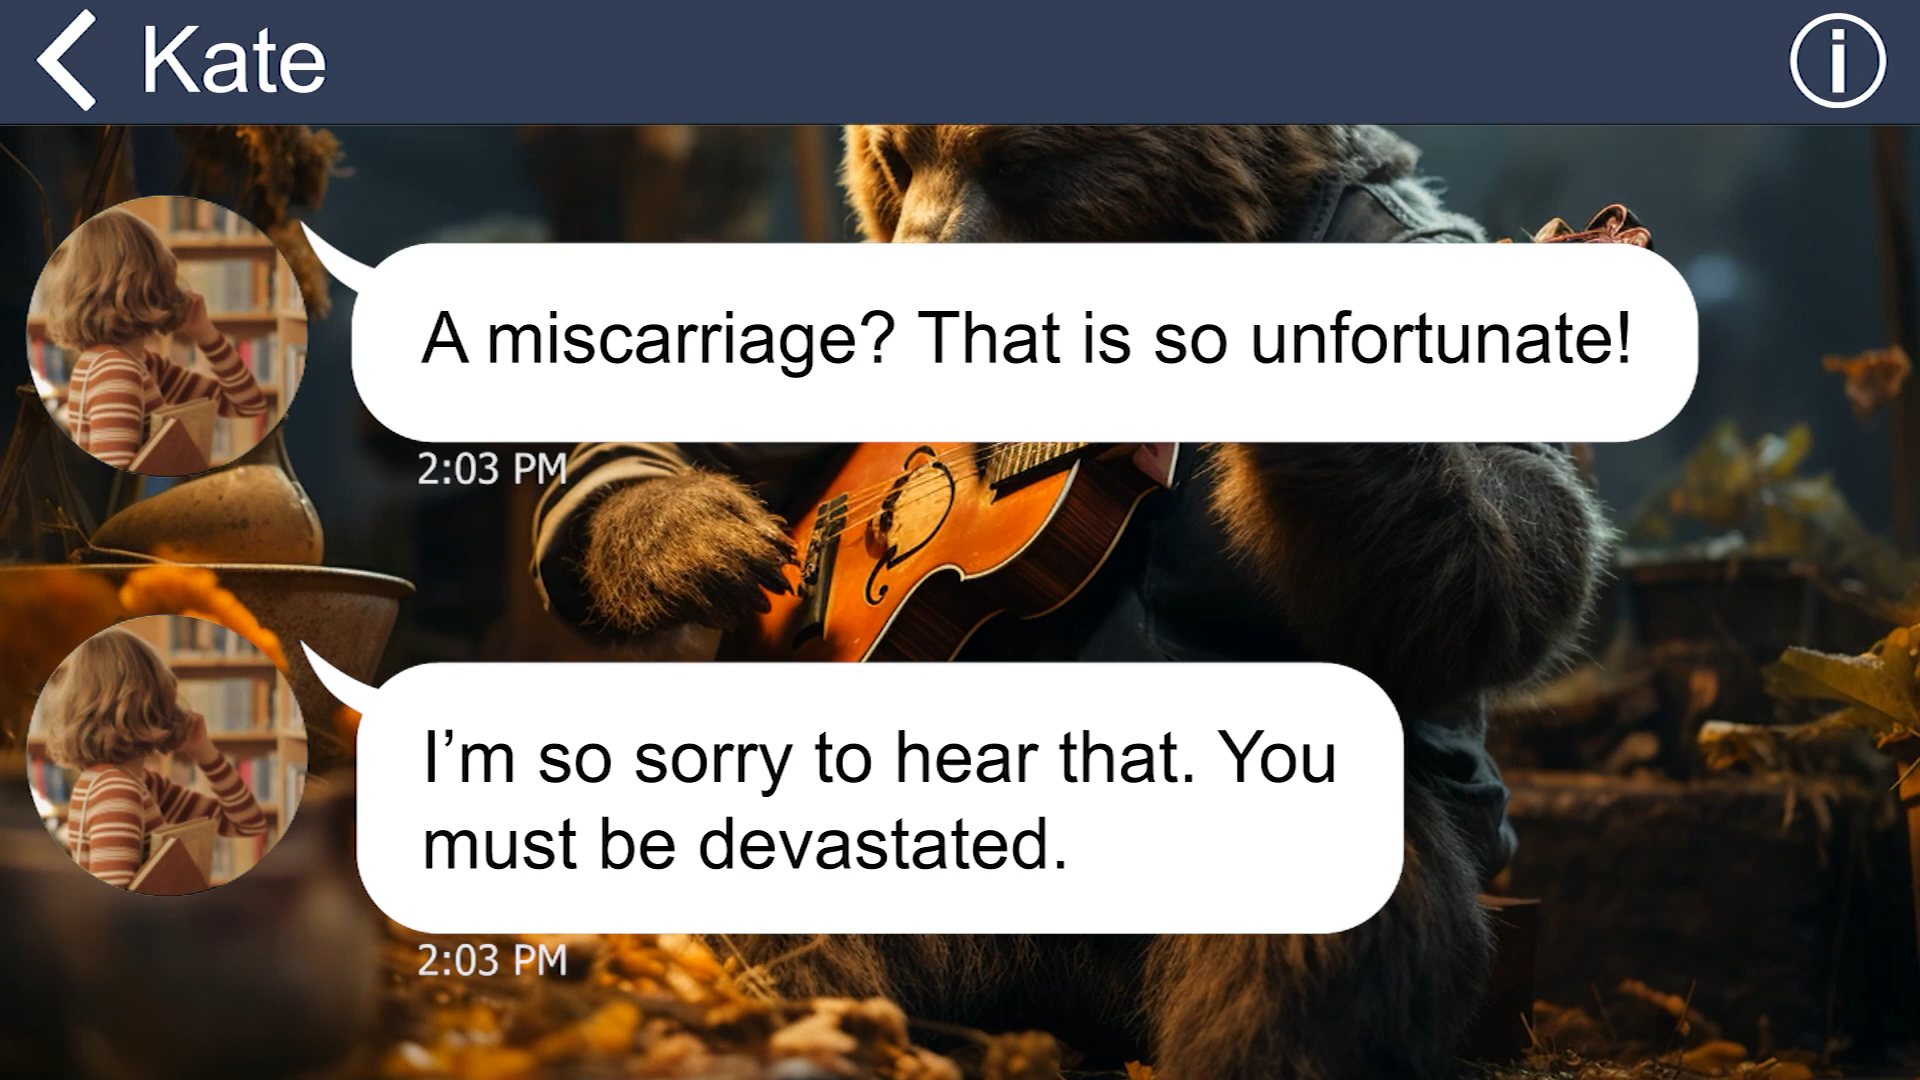 Kate
A miscarriage? That is so unfortunate!
2:03 PM
I’m so sorry to hear that. You
must be devastated.
2:03 PM